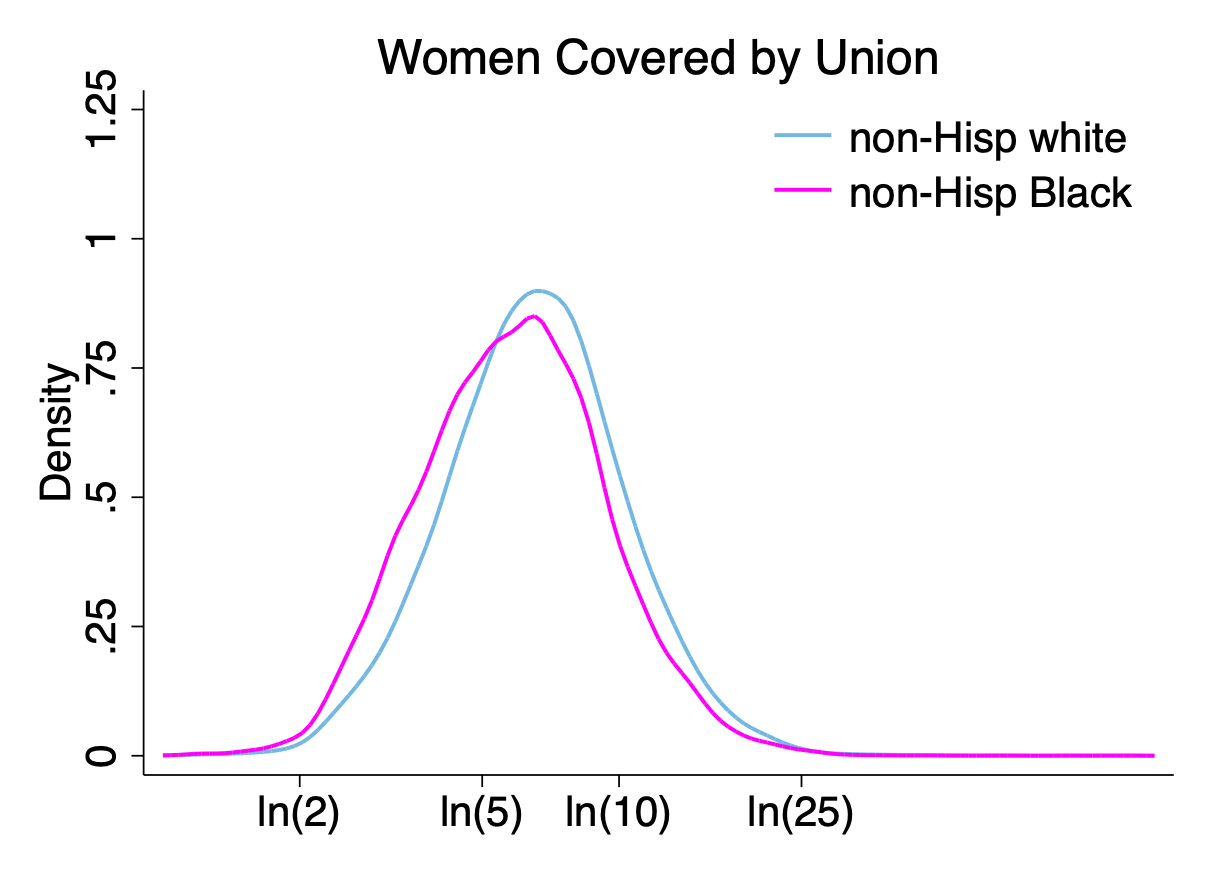 Women Covered by Union
non-Hisp white
non-Hisp Black
Density
1.25
1
.75
.5
.25
0
ln(2) ln(5) ln(10) ln(25)